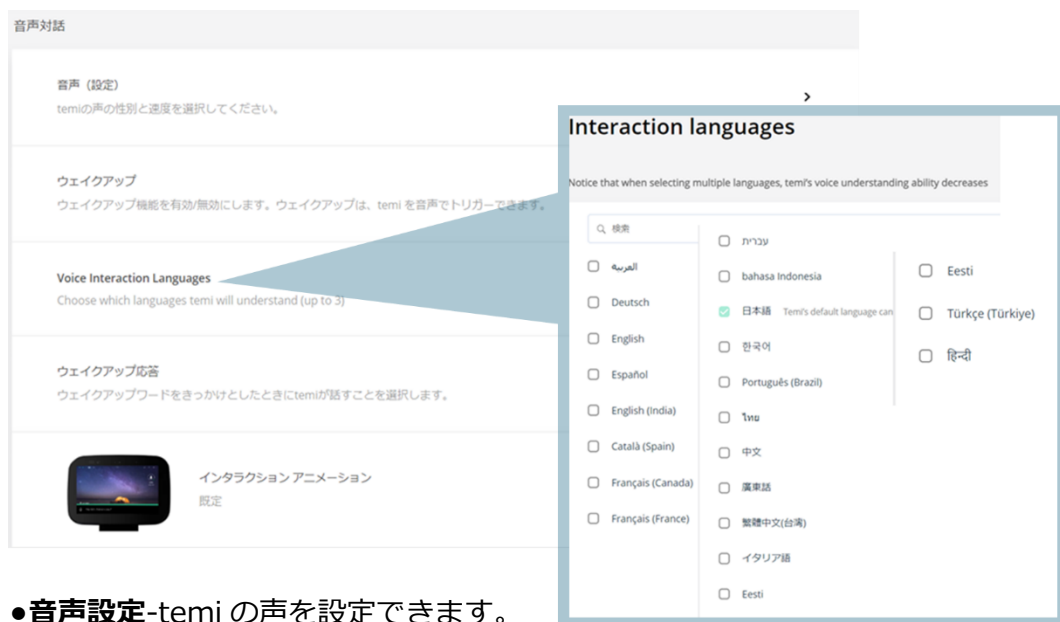 音声対話
音声（設定）
temiの声の性別と速度を選択してください。
ウェイクアップ
ウェイクアップ機能を有効/無効にします。ウェイクアップは、temi を音声でトリガーできます。
Voice Interaction Languages
Choose which languages temi will understand (up to 3)
ウェイクアップ応答
ウェイクアップワードをきっかけとしたときにtemiが話すことを選択します。
インタラクション アニメーション
既定
Interaction languages
Notice that when selecting multiple languages, temi's voice understanding ability decreases
検索
العربية
Deutsch
English
Español
English (India)
Català (Spain)
Français (Canada)
Français (France)
עברית
bahasa Indonesia
日本語 Temi's default language can
한국어
Português (Brazil)
ไทย
中文
廣東話
繁體中文(台湾)
イタリア語
Eesti
Eesti
Türkçe (Türkiye)
हिन्दी
●音声設定-temi の声を設定できます。